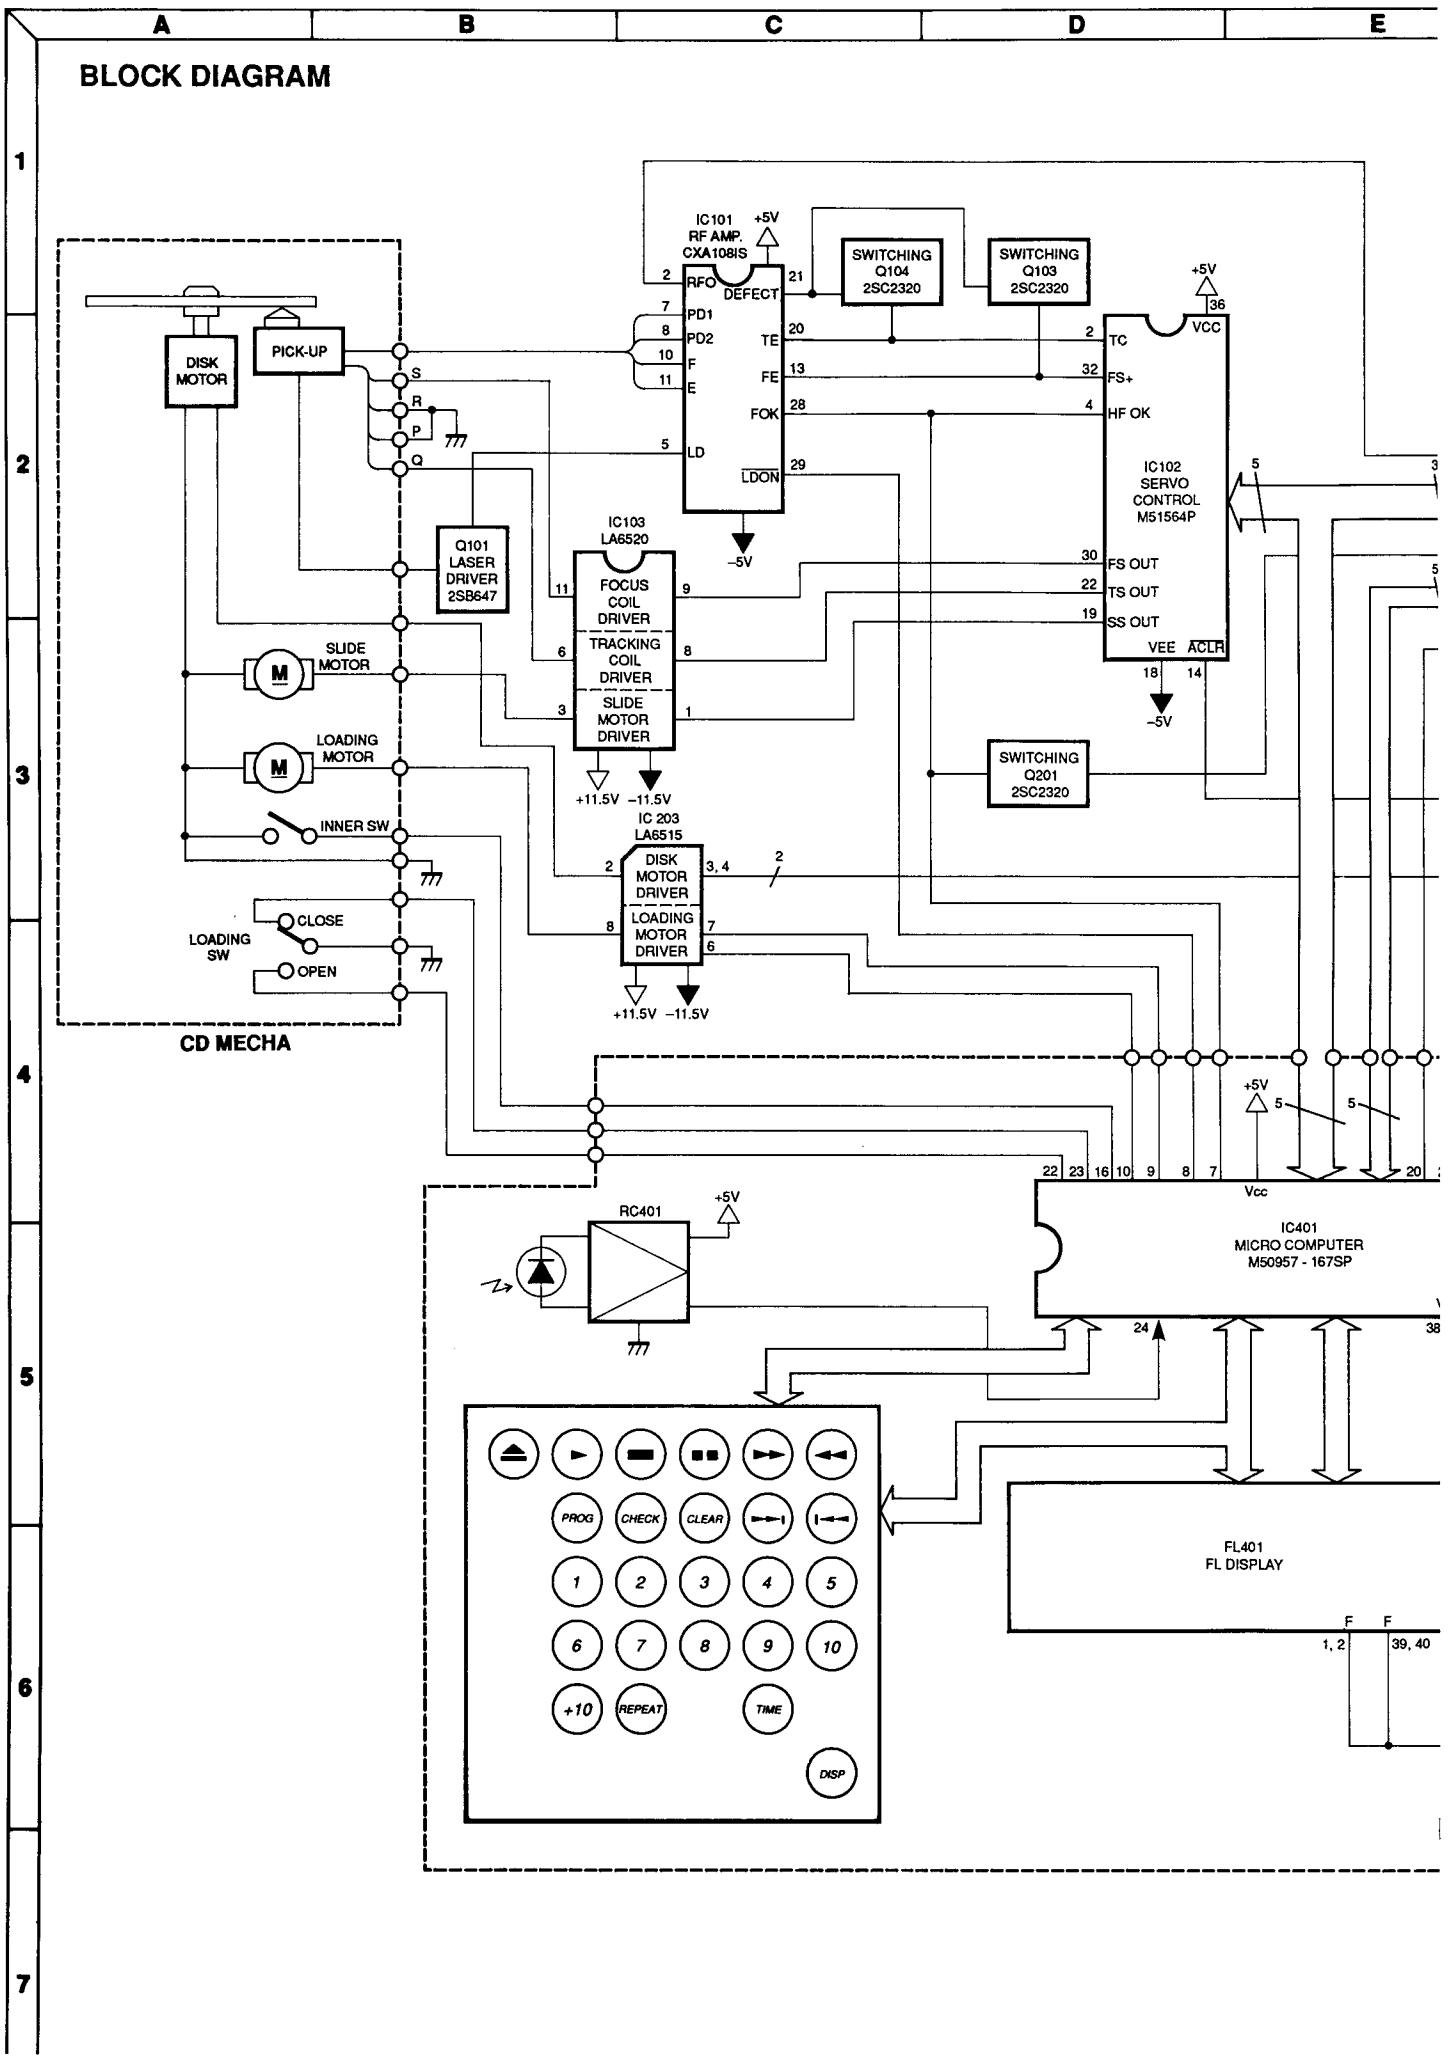 A B C D E
BLOCK DIAGRAM
1
2
3
4
5
6
7
IC101
RF AMP.
CXA1081S
+5V
2 RFO
7 PD1
8 PD2
10 F
11 E
5 LD
21
DEFECT
TE 20
FE 13
FOK 28
LDON 29
-5V
SWITCHING
Q104
2SC2320
SWITCHING
Q103
2SC2320
+5V
36
VCC
2 TC
32 FS+
4 HF OK
IC102
SERVO
CONTROL
M51564P
30 FS OUT
22 TS OUT
19 SS OUT
VEE ACLR
18 14
-5V
5
5
DISK
MOTOR
PICK-UP
S
R
P
Q
Q101
LASER
DRIVER
2SB647
IC103
LA6520
11 FOCUS 9
COIL
DRIVER
TRACKING
6 COIL 8
DRIVER
SLIDE
3 MOTOR 1
DRIVER
+11.5V -11.5V
SLIDE
MOTOR
M
LOADING
MOTOR
M
INNER SW
CLOSE
LOADING
SW
OPEN
CD MECHA
SWITCHING
Q201
2SC2320
IC 203
LA6515
2 DISK 3, 4 2
MOTOR
DRIVER
LOADING
8 MOTOR 7
DRIVER 6
+11.5V -11.5V
+5V
5 5
22 23 16 10 9 8 7 20
Vcc
IC401
MICRO COMPUTER
M50957 - 167SP
24 38
RC401
+5V
PROG CHECK CLEAR
1 2 3 4 5
6 7 8 9 10
+10 REPEAT TIME
DISP
FL401
FL DISPLAY
F F
1, 2 39, 40